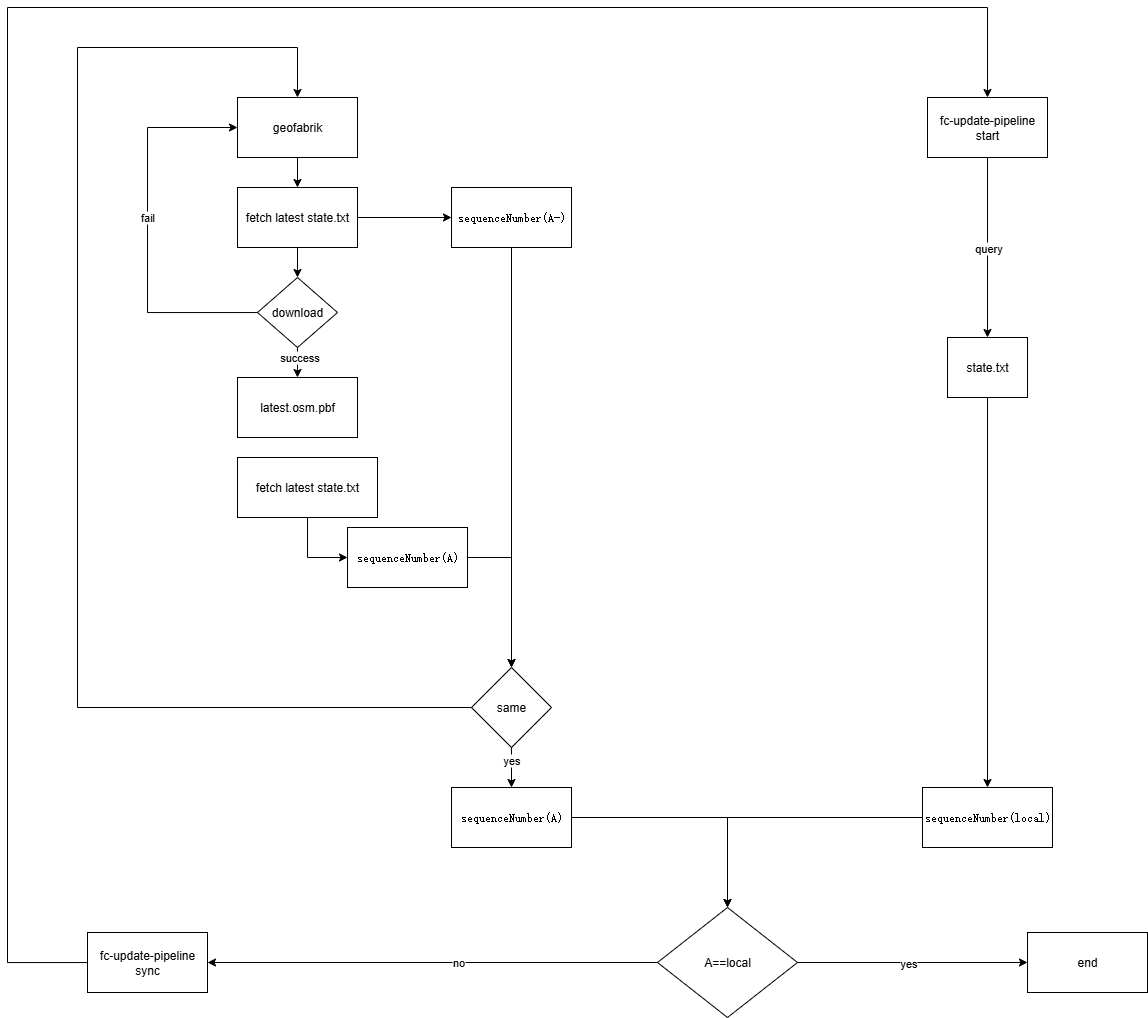 geofabrik
fc-update-pipeline
start
fail
fetch latest state.txt
sequenceNumber(A-)
query
download
success
state.txt
latest.osm.pbf
fetch latest state.txt
sequenceNumber(A)
same
yes
sequenceNumber(A)
sequenceNumber(local)
fc-update-pipeline
sync
no
A==local
yes
end